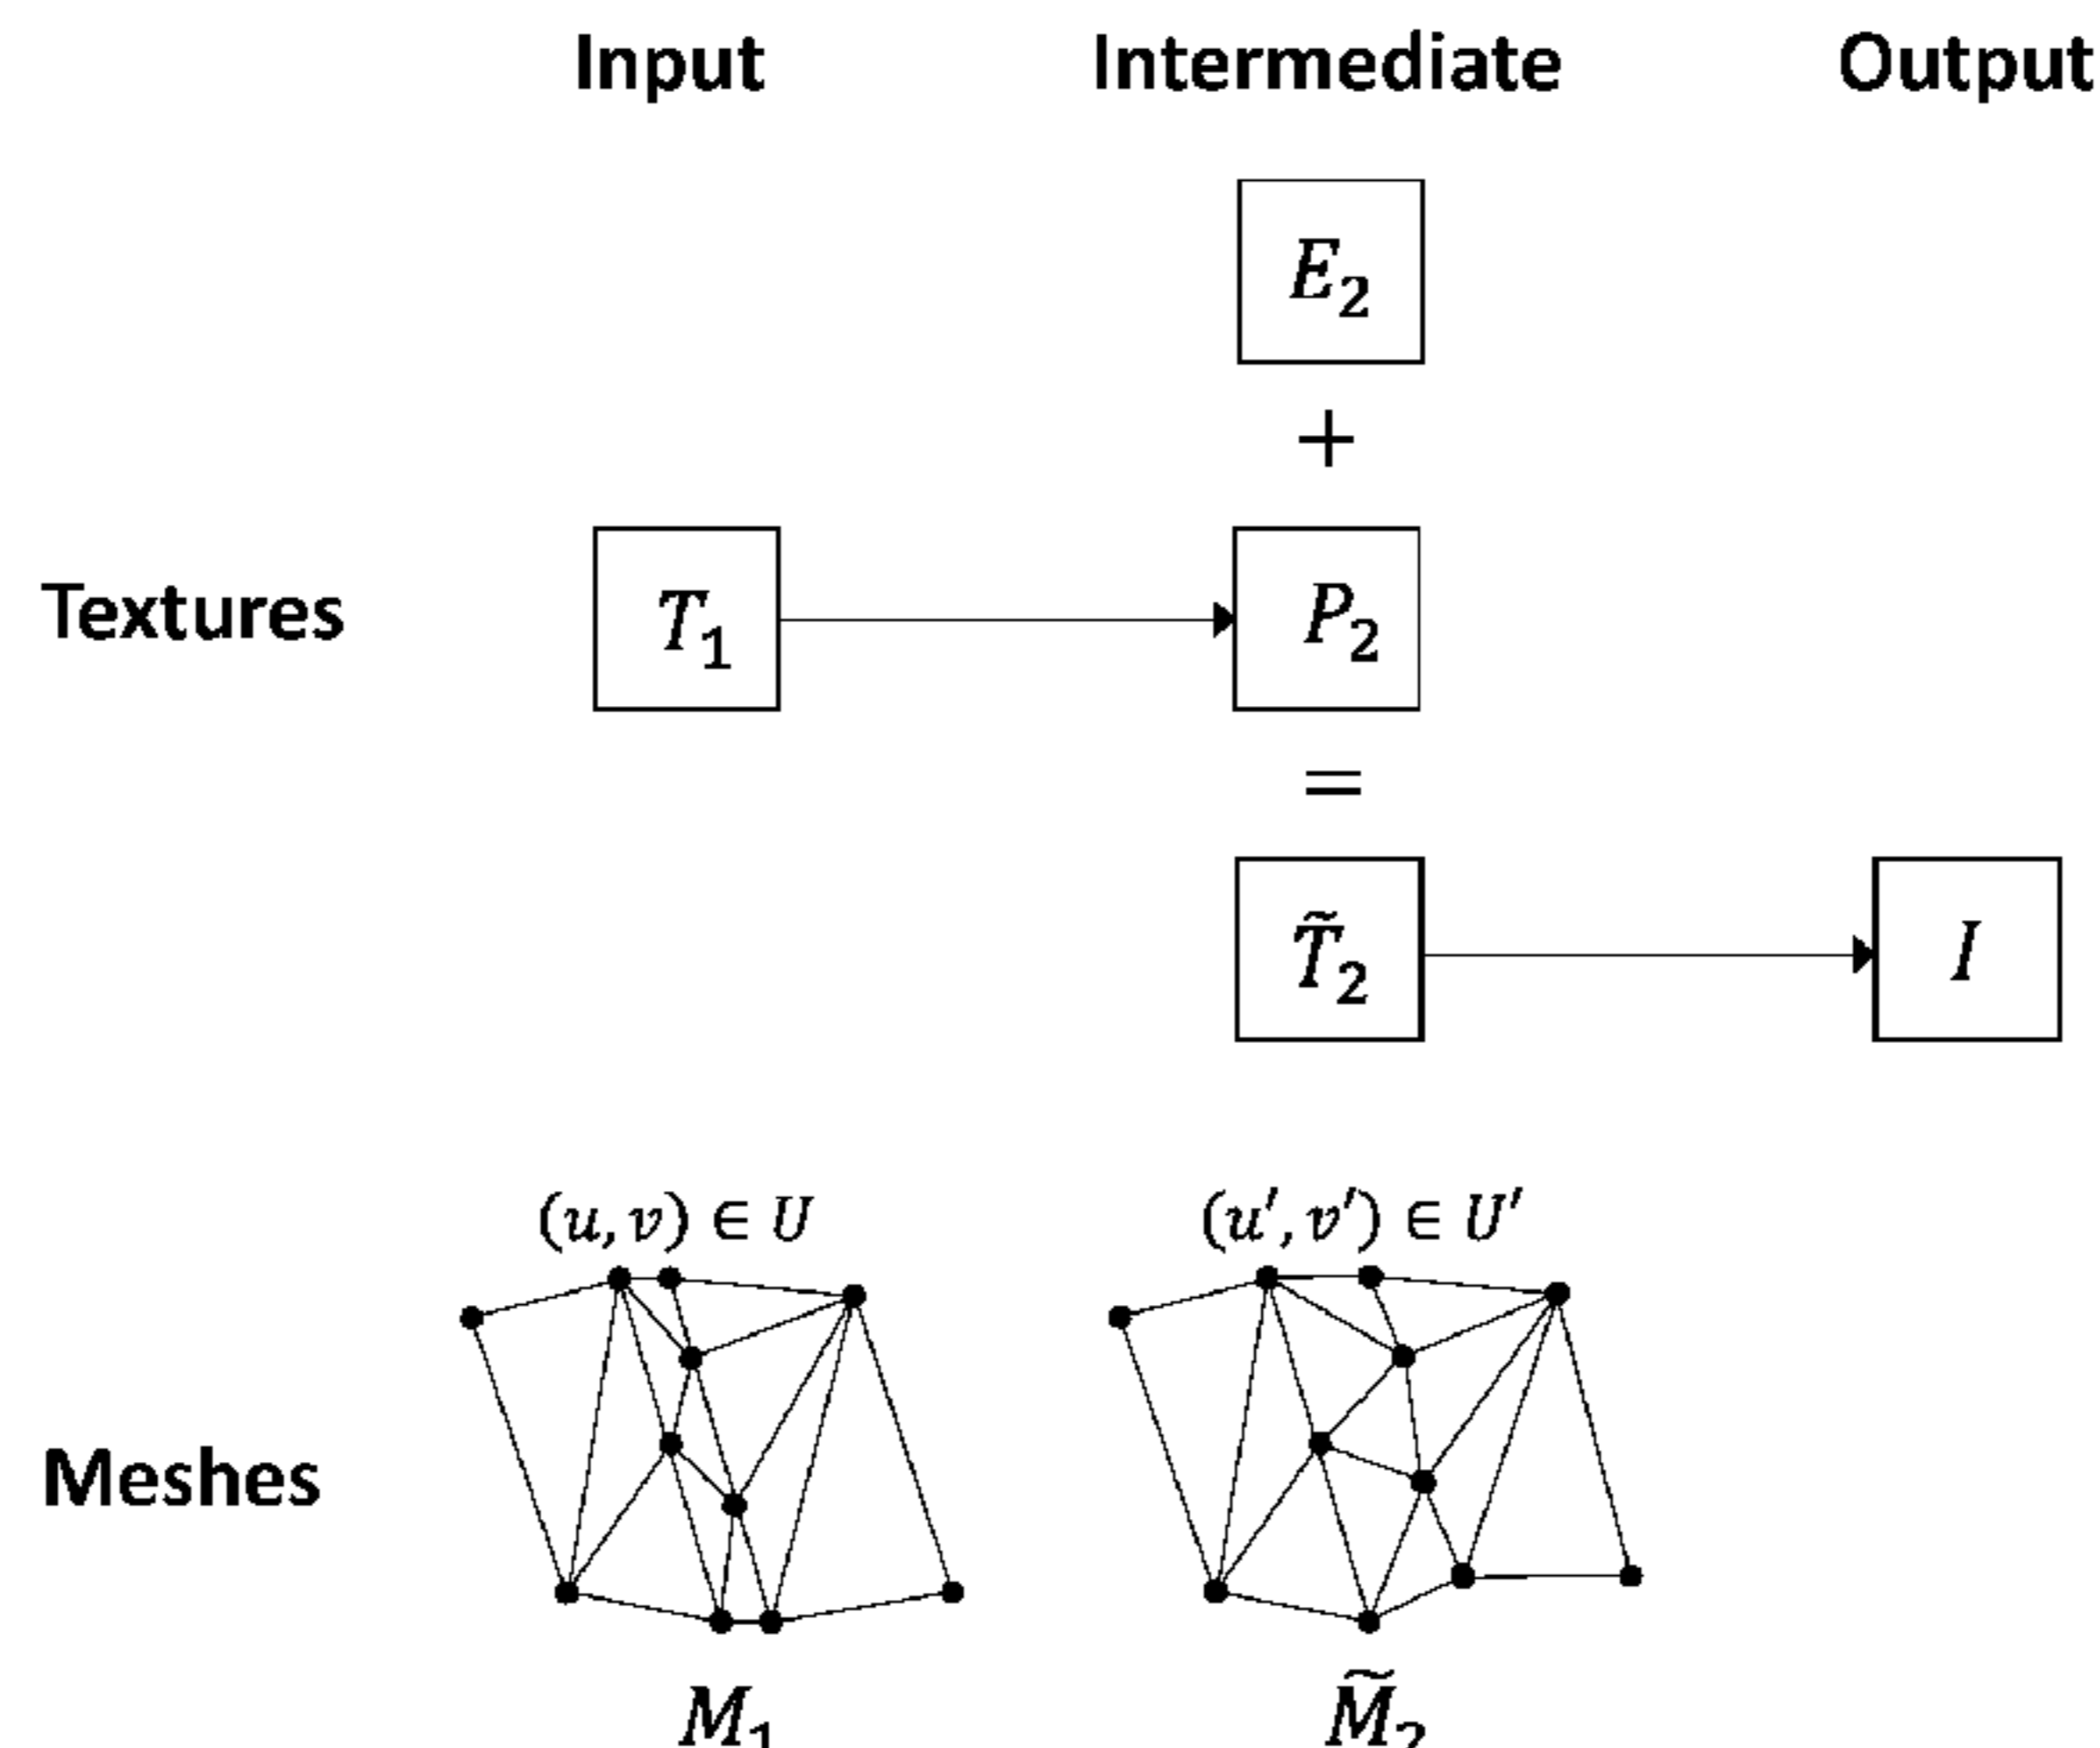 Input Intermediate Output
E₂
+
Textures T₁ P₂
=
T̃₂ I
(u, v) ∈ U (u′, v′) ∈ U′
Meshes
M₁ M̃₂